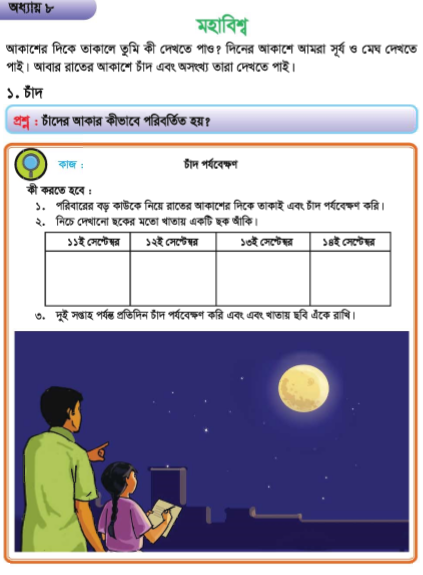 অধ্যায় ৮
মহাবিশ্ব
আকাশের দিকে তাকালে তুমি কী দেখতে পাও? দিনের আকাশে আমরা সূর্য ও মেঘ দেখতে
পাই। আবার রাতের আকাশে চাঁদ এবং অসংখ্য তারা দেখতে পাই।
১. চাঁদ
প্রশ্ন : চাঁদের আকার কীভাবে পরিবর্তিত হয়?
কাজ : চাঁদ পর্যবেক্ষণ
কী করতে হবে :
১. পরিবারের বড় কাউকে নিয়ে রাতের আকাশের দিকে তাকাই এবং চাঁদ পর্যবেক্ষণ করি।
২. নিচে দেখানো ছকের মতো খাতায় একটি ছক আঁকি।
১১ই সেপ্টেম্বর ১২ই সেপ্টেম্বর ১৩ই সেপ্টেম্বর ১৪ই সেপ্টেম্বর
৩. দুই সপ্তাহ পর্যন্ত প্রতিদিন চাঁদ পর্যবেক্ষণ করি এবং এবং খাতায় ছবি এঁকে রাখি।